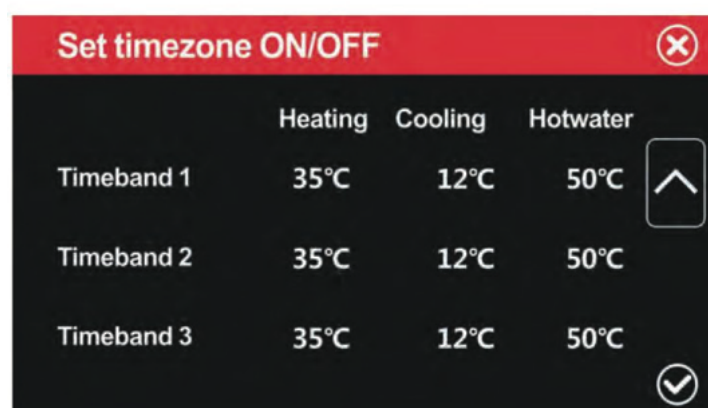 Set timezone ON/OFF
Heating Cooling Hotwater
Timeband 1 35℃ 12℃ 50℃
Timeband 2 35℃ 12℃ 50℃
Timeband 3 35℃ 12℃ 50℃